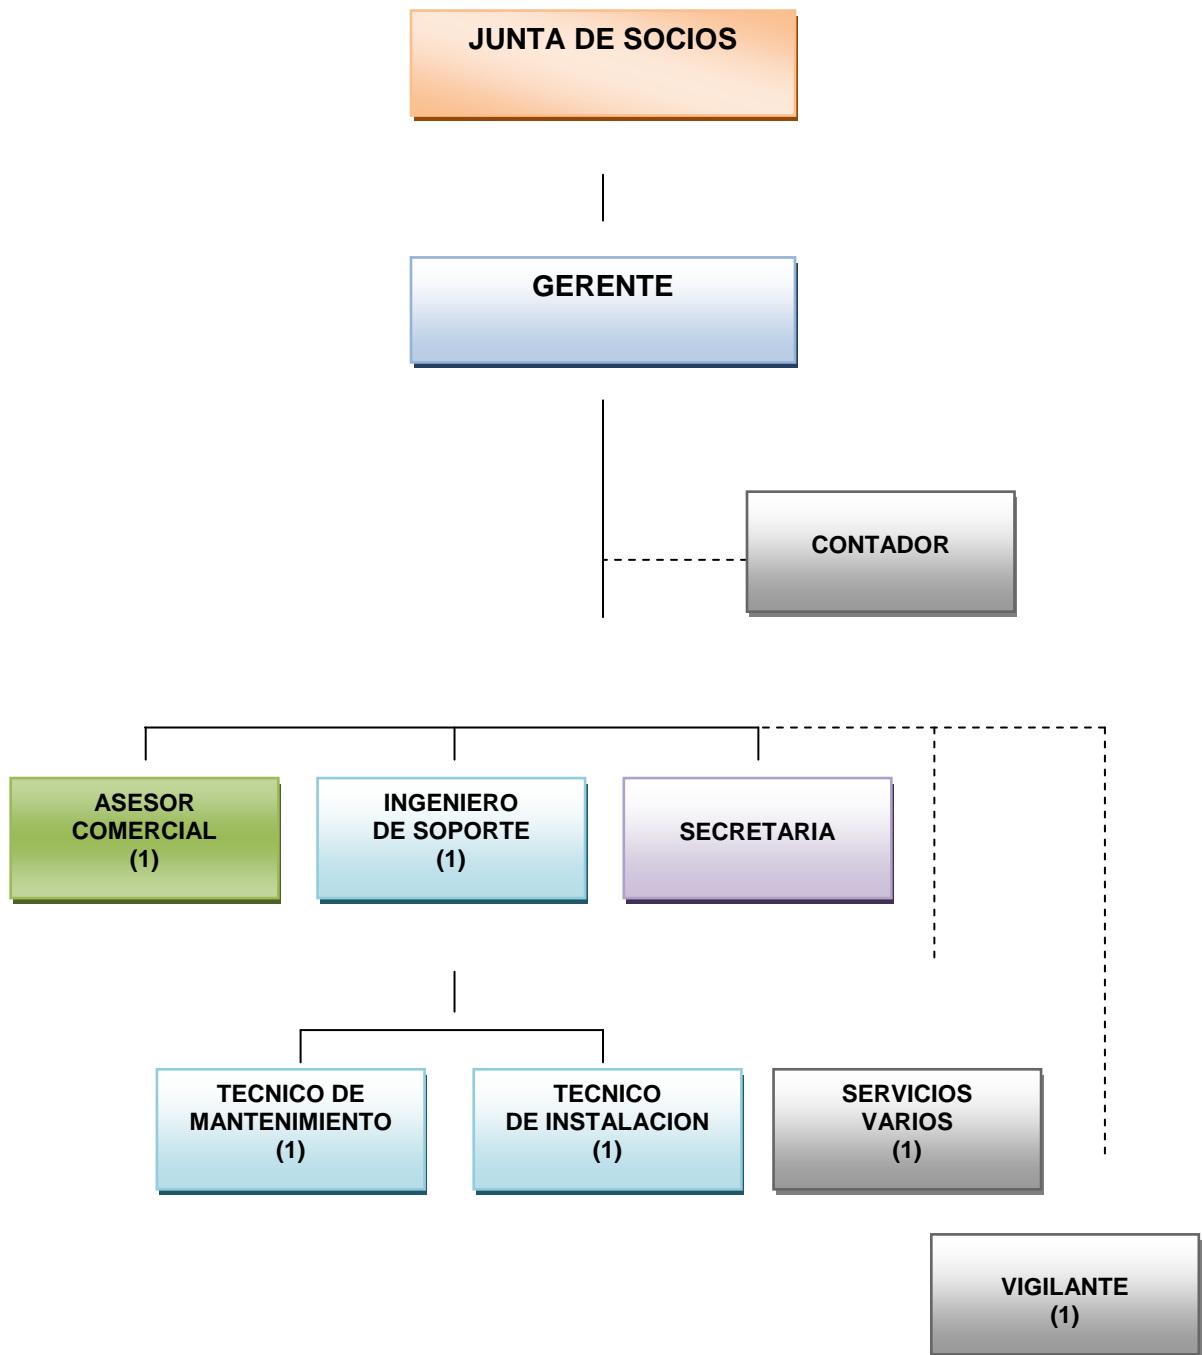 JUNTA DE SOCIOS
GERENTE
CONTADOR
ASESOR
COMERCIAL
(1)
INGENIERO
DE SOPORTE
(1)
SECRETARIA
TECNICO DE
MANTENIMIENTO
(1)
TECNICO
DE INSTALACION
(1)
SERVICIOS
VARIOS
(1)
VIGILANTE
(1)